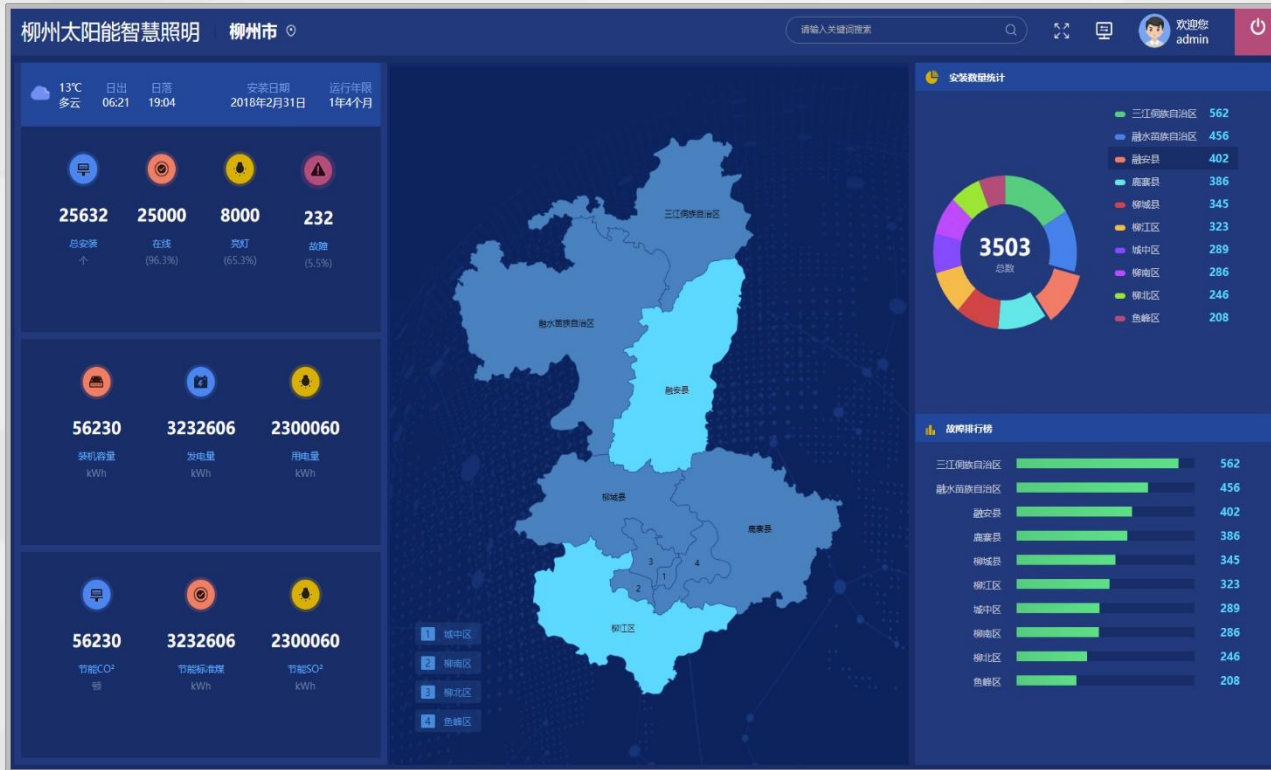 柳州太阳能智慧照明
柳州市
请输入关键词搜素
欢迎您
admin
13℃ 日出 日落 安装日期 运行年限
多云 06:21 19:04 2018年2月31日 1年4个月
25632 25000 8000 232
总安装 在线 亮灯 故障
个 (96.3%) (65.3%) (5.5%)
56230 3232606 2300060
装机容量 发电量 用电量
kWh kWh kWh
56230 3232606 2300060
节能CO² 节能标准煤 节能SO²
顿 kWh kWh
三江侗族自治区
融水苗族自治区
融安县
柳城县
鹿寨县
3
4
1
2
柳江区
1 城中区
2 柳南区
3 柳北区
4 鱼峰区
安装数量统计
3503
总数
三江侗族自治区 562
融水苗族自治区 456
融安县 402
鹿寨县 386
柳城县 345
柳江区 323
城中区 289
柳南区 286
柳北区 246
鱼峰区 208
故障排行榜
三江侗族自治区 562
融水苗族自治区 456
融安县 402
鹿寨县 386
柳城县 345
柳江区 323
城中区 289
柳南区 286
柳北区 246
鱼峰区 208